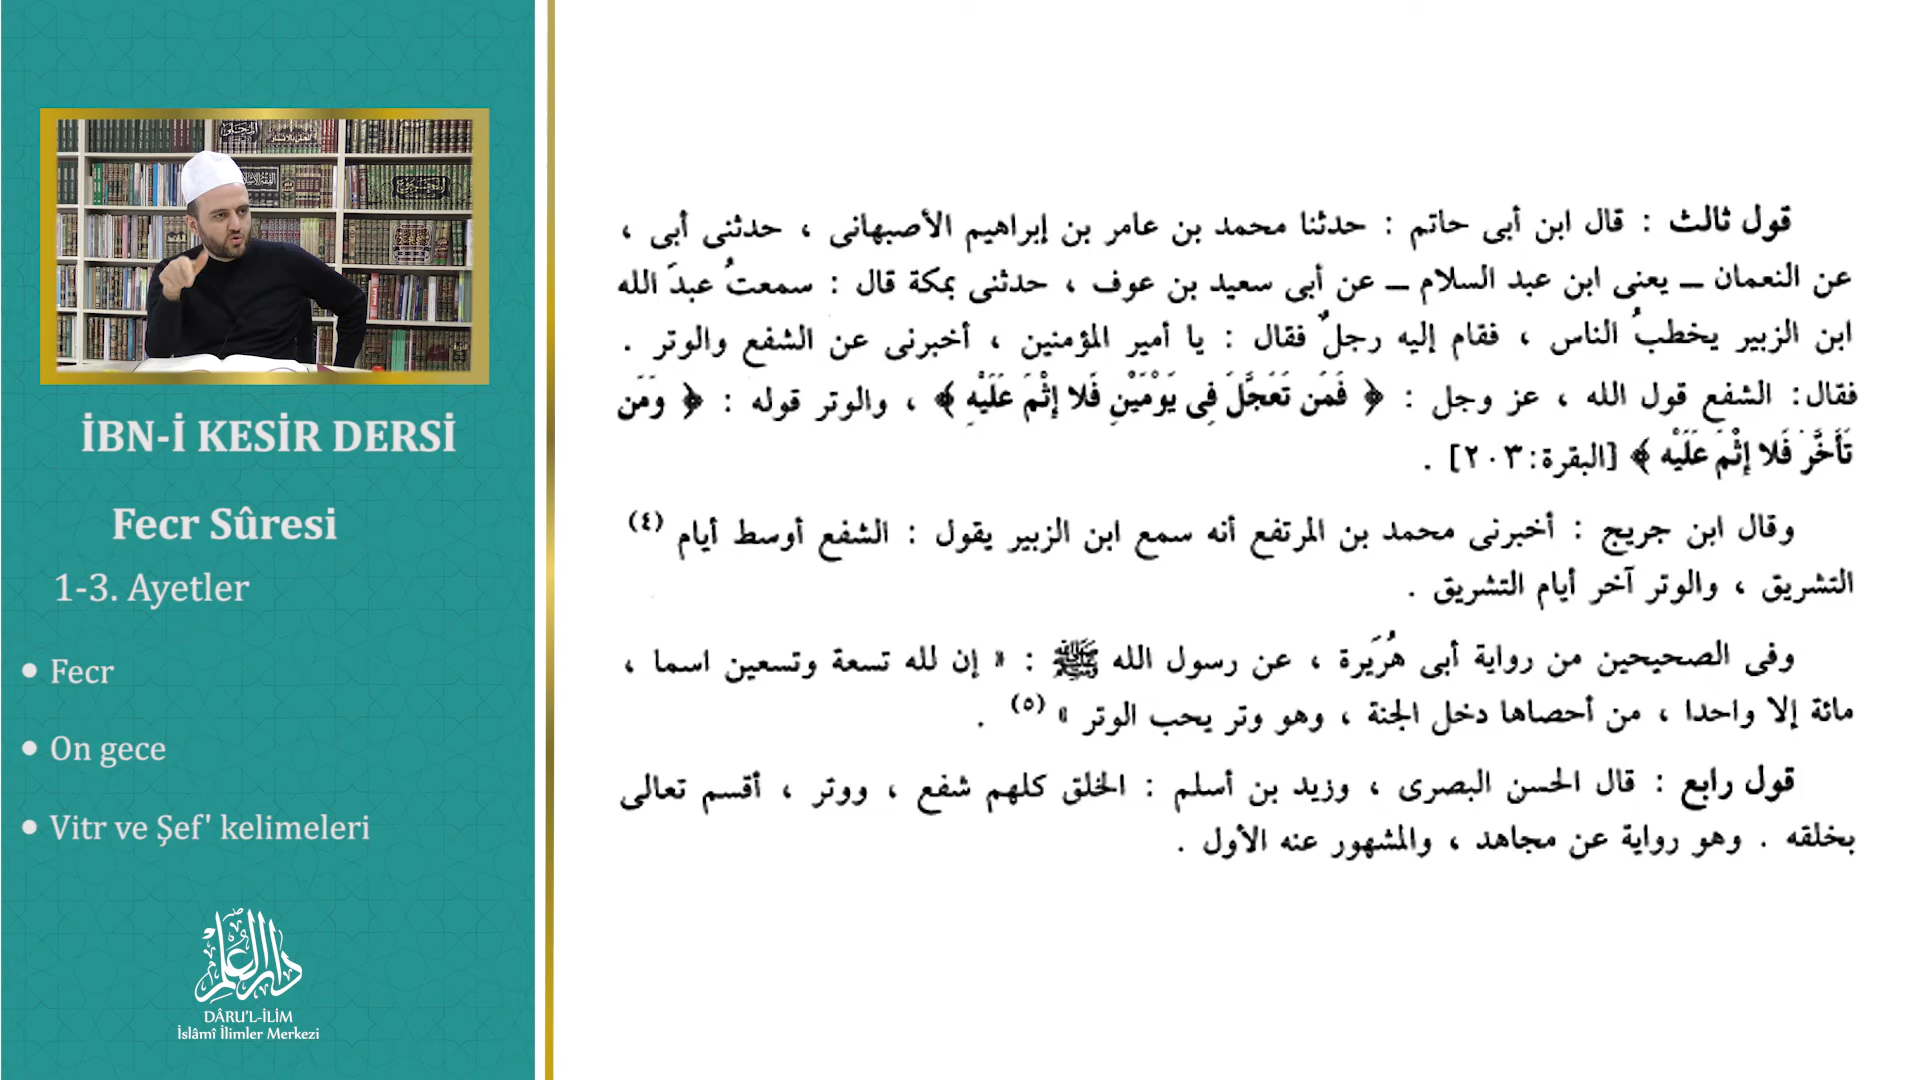 İBN-İ KESİR DERSİ
Fecr Sûresi
1-3. Ayetler
• Fecr
• On gece
• Vitr ve Şef' kelimeleri
دار العلم
DÂRU'L-İLİM
İslâmî İlimler Merkezi
قول ثالث : قال ابن أبى حاتم : حدثنا محمد بن عامر بن إبراهيم الأصبهانى ، حدثنى أبى ،
عن النعمان ــ يعنى ابن عبد السلام ــ عن أبى سعيد بن عوف ، حدثنى بمكة قال : سمعتُ عبدَ الله
ابن الزبير يخطبُ الناس ، فقام إليه رجلٌ فقال : يا أمير المؤمنين ، أخبرنى عن الشفع والوتر .
فقال: الشفع قول الله ، عز وجل : ﴿ فَمَن تَعَجَّلَ فِى يَوْمَيْنِ فَلا إِثْمَ عَلَيْهِ ﴾ ، والوتر قوله : ﴿ وَمَن
تَأَخَّرَ فَلا إِثْمَ عَلَيْه ﴾ [البقرة: ٢٠٣] .
وقال ابن جريج : أخبرنى محمد بن المرتفع أنه سمع ابن الزبير يقول : الشفع أوسط أيام (٤)
التشريق ، والوتر آخر أيام التشريق .
وفى الصحيحين من رواية أبى هُرَيَرة ، عن رسول الله ﷺ : « إن لله تسعة وتسعين اسما ،
مائة إلا واحدا ، من أحصاها دخل الجنة ، وهو وتر يحب الوتر » (٥) .
قول رابع : قال الحسن البصرى ، وزيد بن أسلم : الخلق كلهم شفع ، ووتر ، أقسم تعالى
بخلقه . وهو رواية عن مجاهد ، والمشهور عنه الأول .